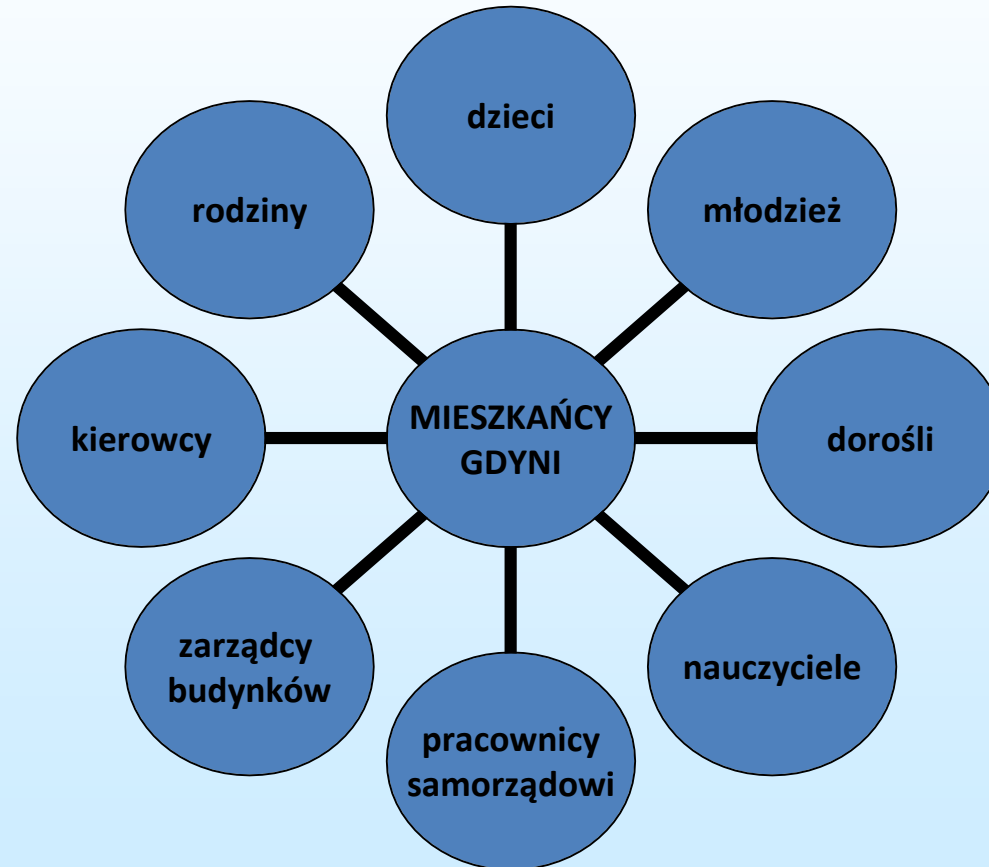 dzieci
rodziny
młodzież
MIESZKAŃCY
GDYNI
kierowcy
dorośli
zarządcy
budynków
nauczyciele
pracownicy
samorządowi